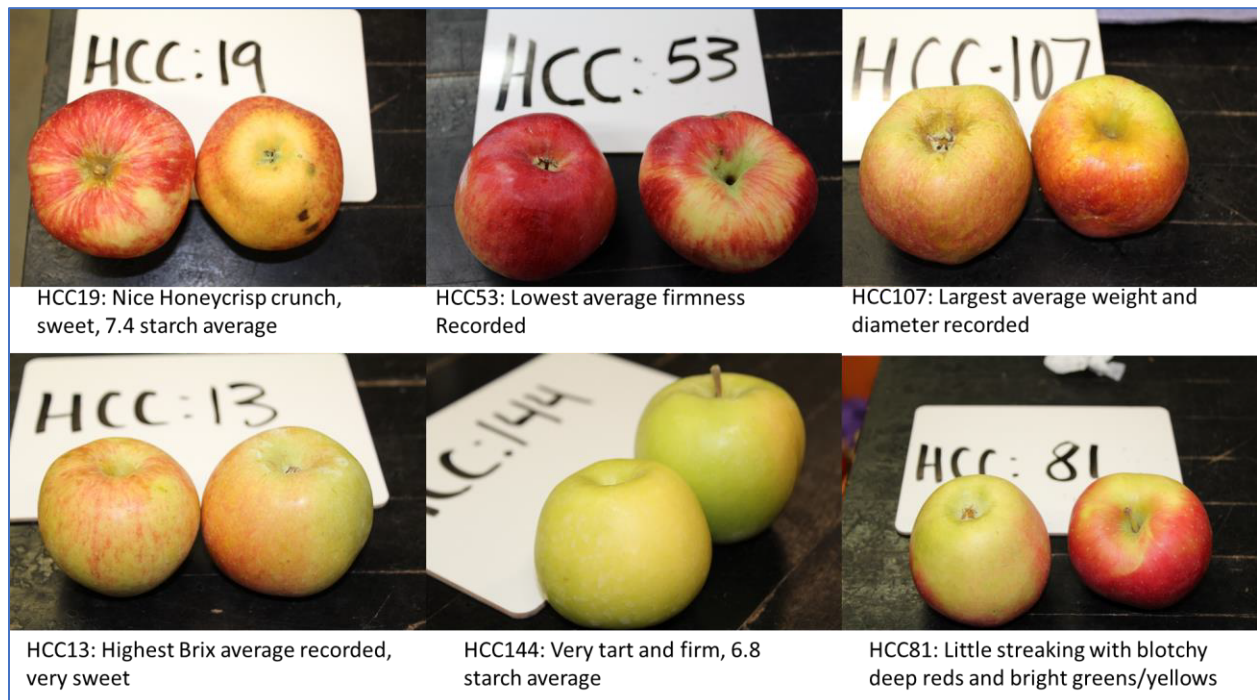 HCC:19
HCC:53
HCC-107
HCC19: Nice Honeycrisp crunch,
sweet, 7.4 starch average
HCC53: Lowest average firmness
Recorded
HCC107: Largest average weight and
diameter recorded
HCC:13
HCC:144
HCC: 81
HCC13: Highest Brix average recorded,
very sweet
HCC144: Very tart and firm, 6.8
starch average
HCC81: Little streaking with blotchy
deep reds and bright greens/yellows